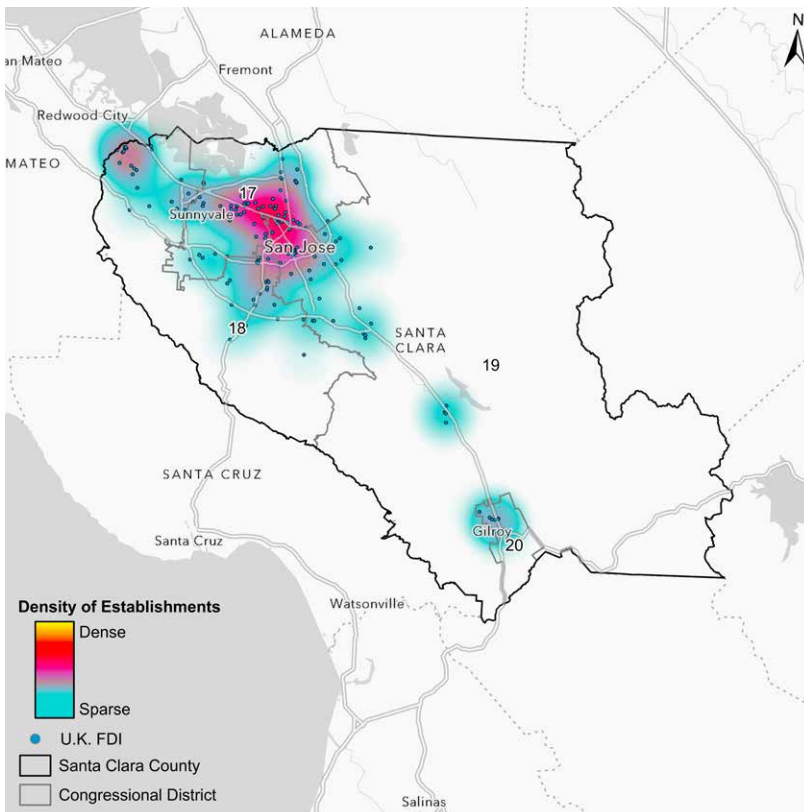 N
ALAMEDA
an Mateo
Fremont
Redwood City
MATEO
17
Sunnyvale
San Jose
18
SANTA
CLARA
19
SANTA CRUZ
Gilroy
20
Santa Cruz
Watsonville
Density of Establishments
Dense
Sparse
U.K. FDI
Santa Clara County
Congressional District
Salinas